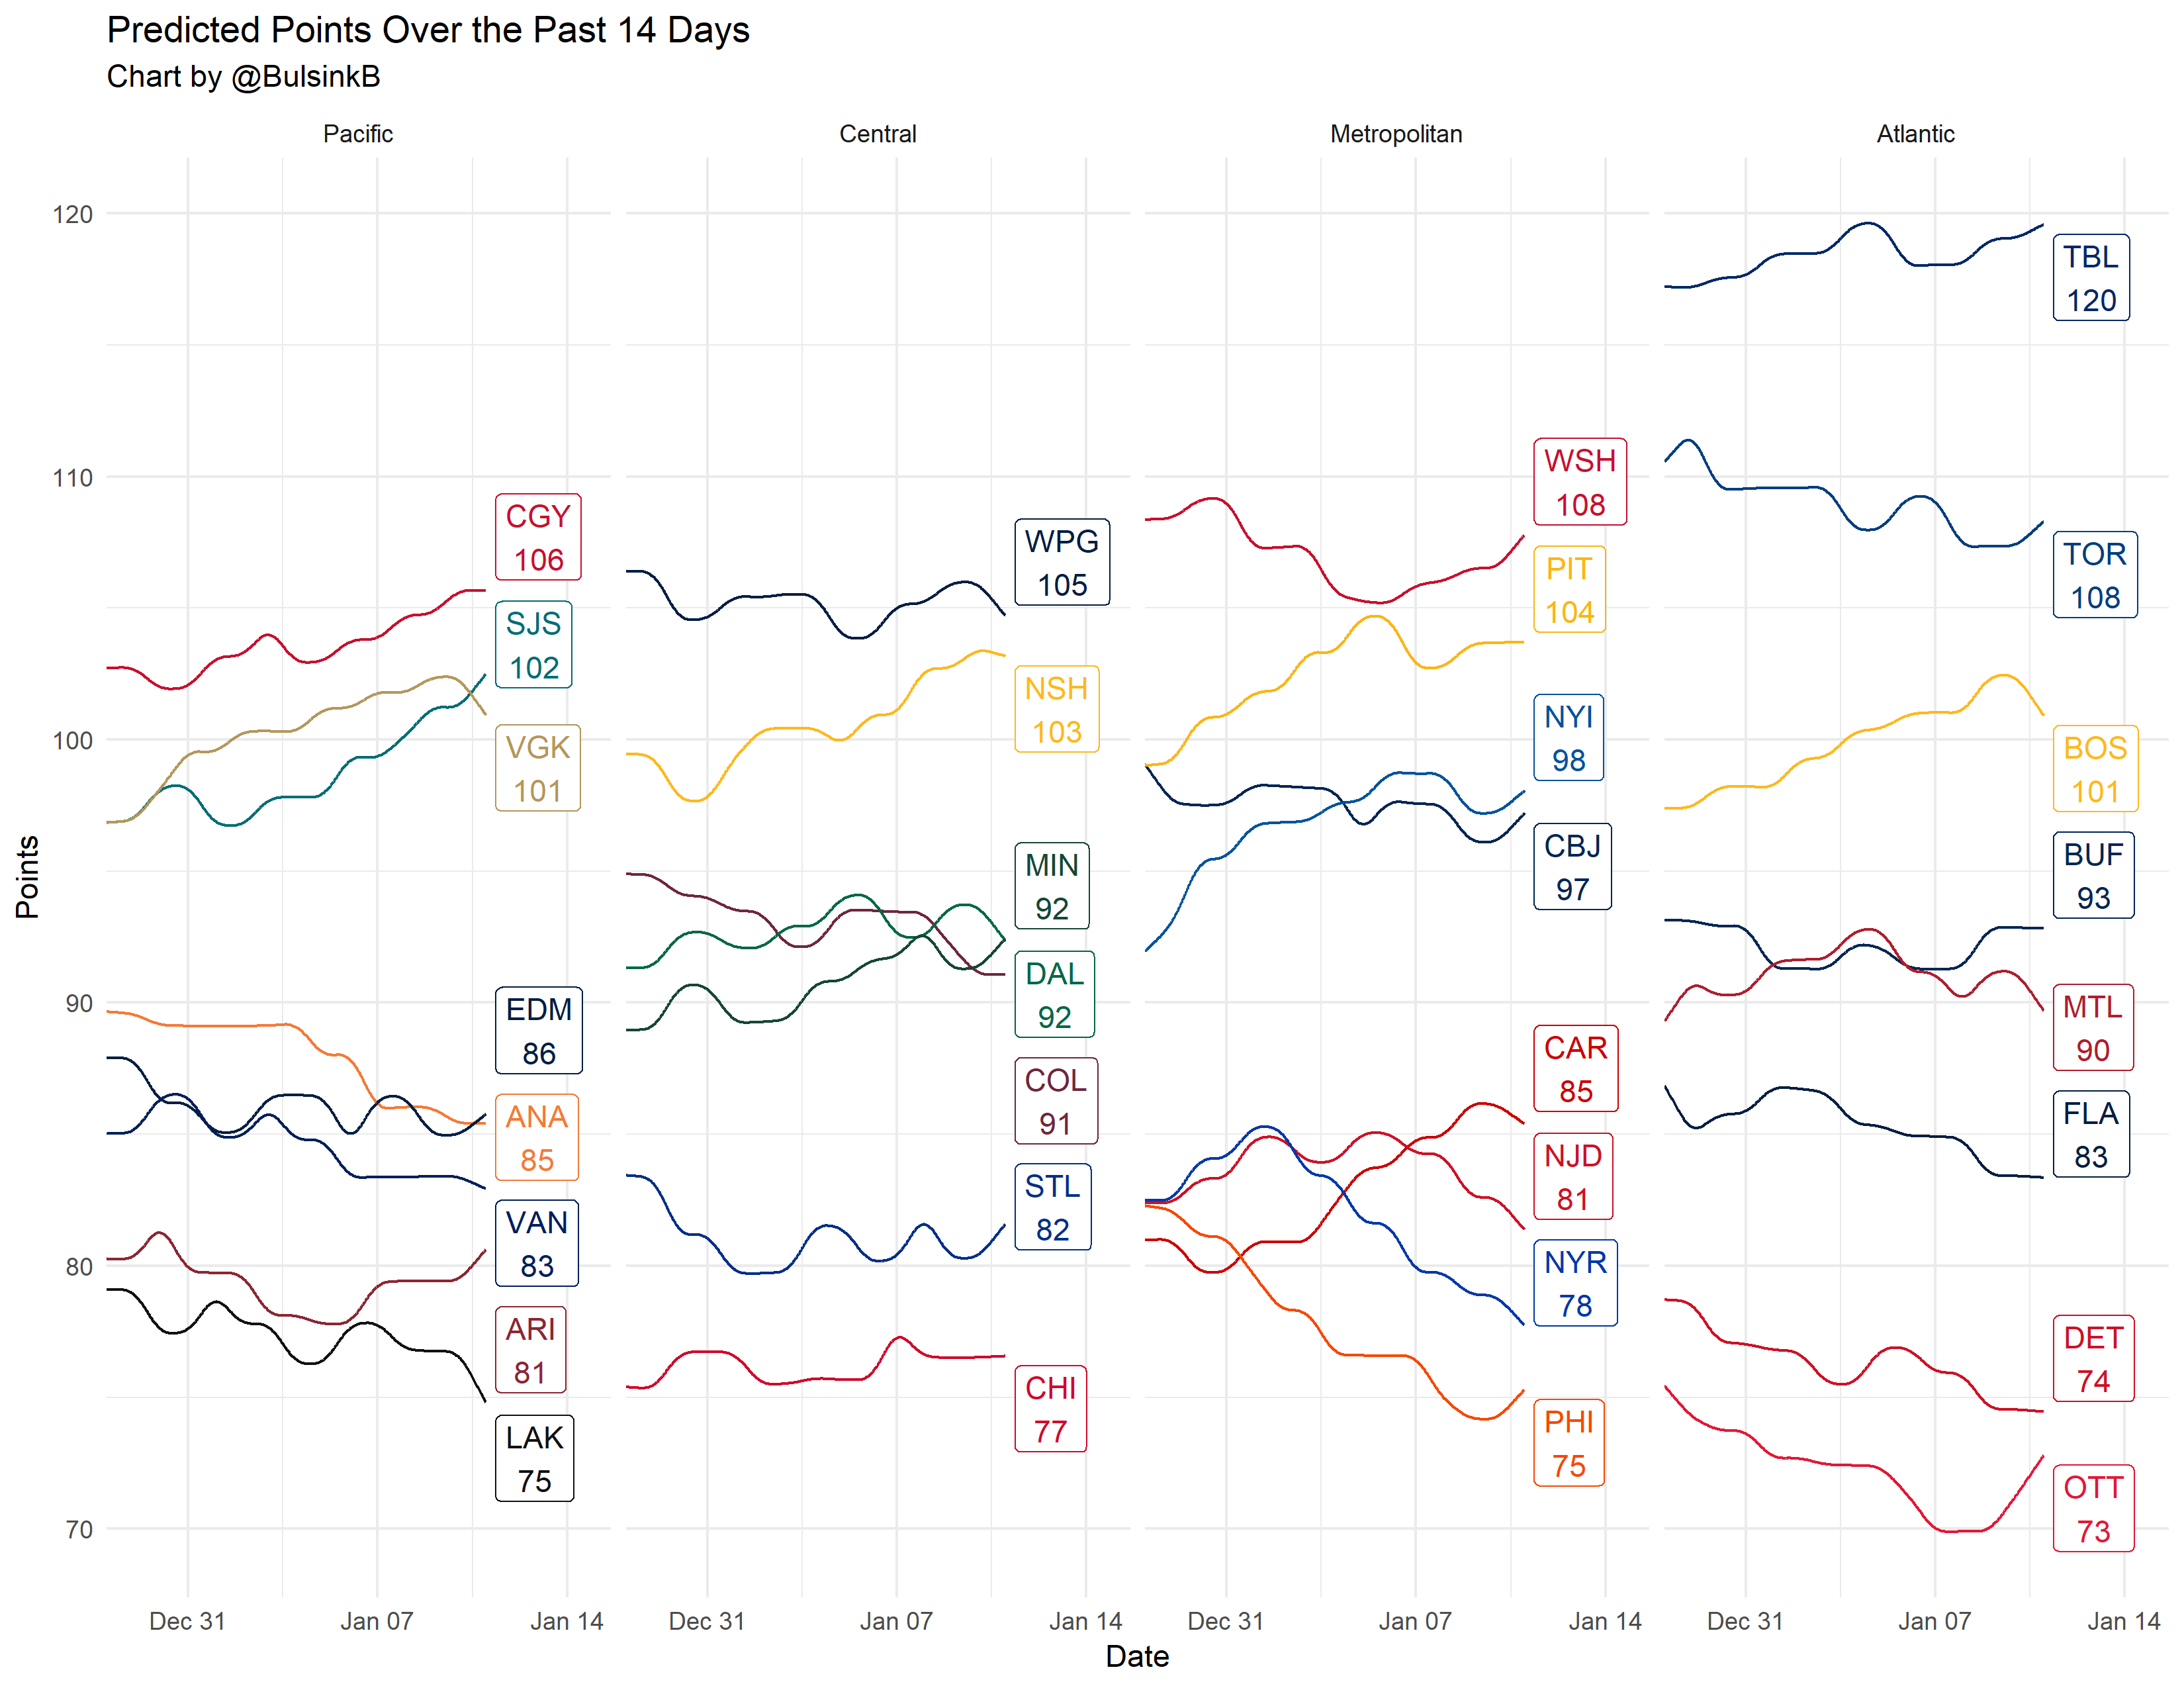 Predicted Points Over the Past 14 Days
Chart by @BulsinkB
Pacific
Central
Metropolitan
Atlantic
Points
120
110
100
90
80
70
CGY
106
SJS
102
VGK
101
EDM
86
ANA
85
VAN
83
ARI
81
LAK
75
WPG
105
NSH
103
MIN
92
DAL
92
COL
91
STL
82
CHI
77
WSH
108
PIT
104
NYI
98
CBJ
97
CAR
85
NJD
81
NYR
78
PHI
75
TBL
120
TOR
108
BOS
101
BUF
93
MTL
90
FLA
83
DET
74
OTT
73
Dec 31 Jan 07 Jan 14
Dec 31 Jan 07 Jan 14
Dec 31 Jan 07 Jan 14
Dec 31 Jan 07 Jan 14
Date